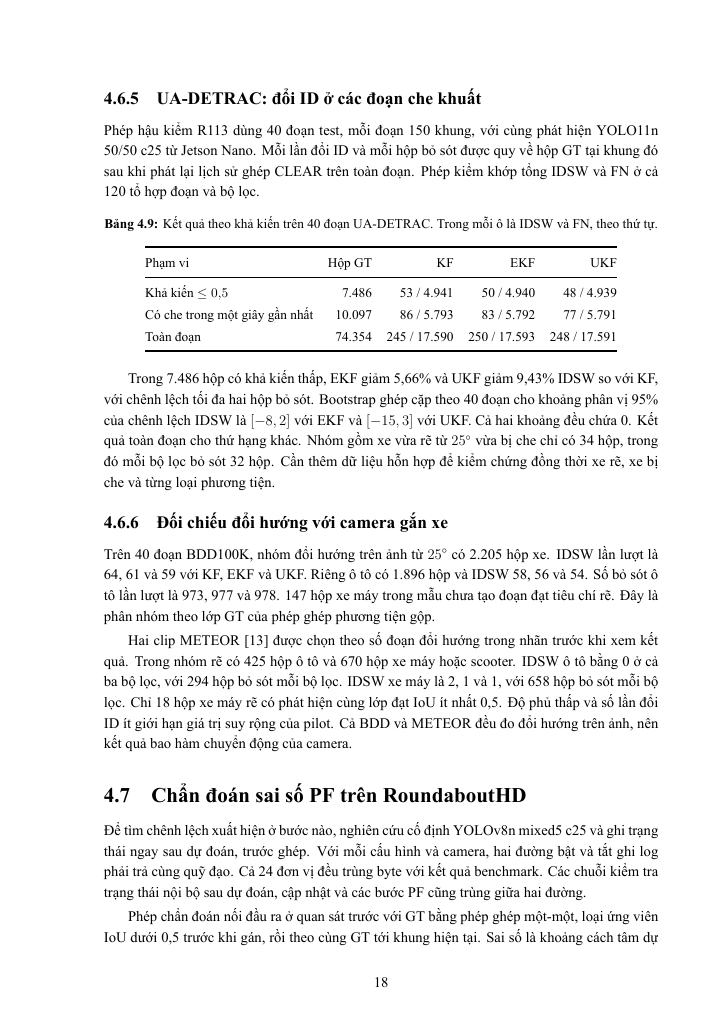 4.6.5 UA-DETRAC: đổi ID ở các đoạn che khuất
Phép hậu kiểm R113 dùng 40 đoạn test, mỗi đoạn 150 khung, với cùng phát hiện YOLO11n
50/50 c25 từ Jetson Nano. Mỗi lần đổi ID và mỗi hộp bỏ sót được quy về hộp GT tại khung đó
sau khi phát lại lịch sử ghép CLEAR trên toàn đoạn. Phép kiểm khớp tổng IDSW và FN ở cả
120 tổ hợp đoạn và bộ lọc.
Bảng 4.9: Kết quả theo khả kiến trên 40 đoạn UA-DETRAC. Trong mỗi ô là IDSW và FN, theo thứ tự.
Phạm vi Hộp GT KF EKF UKF
Khả kiến ≤ 0,5 7.486 53 / 4.941 50 / 4.940 48 / 4.939
Có che trong một giây gần nhất 10.097 86 / 5.793 83 / 5.792 77 / 5.791
Toàn đoạn 74.354 245 / 17.590 250 / 17.593 248 / 17.591
Trong 7.486 hộp có khả kiến thấp, EKF giảm 5,66% và UKF giảm 9,43% IDSW so với KF,
với chênh lệch tối đa hai hộp bỏ sót. Bootstrap ghép cặp theo 40 đoạn cho khoảng phân vị 95%
của chênh lệch IDSW là [−8, 2] với EKF và [−15, 3] với UKF. Cả hai khoảng đều chứa 0. Kết
quả toàn đoạn cho thứ hạng khác. Nhóm gồm xe vừa rẽ từ 25° vừa bị che chỉ có 34 hộp, trong
đó mỗi bộ lọc bỏ sót 32 hộp. Cần thêm dữ liệu hỗn hợp để kiểm chứng đồng thời xe rẽ, xe bị
che và từng loại phương tiện.
4.6.6 Đối chiếu đổi hướng với camera gắn xe
Trên 40 đoạn BDD100K, nhóm đổi hướng trên ảnh từ 25° có 2.205 hộp xe. IDSW lần lượt là
64, 61 và 59 với KF, EKF và UKF. Riêng ô tô có 1.896 hộp và IDSW 58, 56 và 54. Số bỏ sót ô
tô lần lượt là 973, 977 và 978. 147 hộp xe máy trong mẫu chưa tạo đoạn đạt tiêu chí rẽ. Đây là
phân nhóm theo lớp GT của phép ghép phương tiện gộp.
Hai clip METEOR [13] được chọn theo số đoạn đổi hướng trong nhãn trước khi xem kết
quả. Trong nhóm rẽ có 425 hộp ô tô và 670 hộp xe máy hoặc scooter. IDSW ô tô bằng 0 ở cả
ba bộ lọc, với 294 hộp bỏ sót mỗi bộ lọc. IDSW xe máy là 2, 1 và 1, với 658 hộp bỏ sót mỗi bộ
lọc. Chỉ 18 hộp xe máy rẽ có phát hiện cùng lớp đạt IoU ít nhất 0,5. Độ phủ thấp và số lần đổi
ID ít giới hạn giá trị suy rộng của pilot. Cả BDD và METEOR đều đo đổi hướng trên ảnh, nên
kết quả bao hàm chuyển động của camera.
4.7 Chẩn đoán sai số PF trên RoundaboutHD
Để tìm chênh lệch xuất hiện ở bước nào, nghiên cứu cố định YOLOv8n mixed5 c25 và ghi trạng
thái ngay sau dự đoán, trước ghép. Với mỗi cấu hình và camera, hai đường bật và tắt ghi log
phải trả cùng quỹ đạo. Cả 24 đơn vị đều trùng byte với kết quả benchmark. Các chuỗi kiểm tra
trạng thái nội bộ sau dự đoán, cập nhật và các bước PF cũng trùng giữa hai đường.
Phép chẩn đoán nối đầu ra ở quan sát trước với GT bằng phép ghép một-một, loại ứng viên
IoU dưới 0,5 trước khi gán, rồi theo cùng GT tới khung hiện tại. Sai số là khoảng cách tâm dự
18